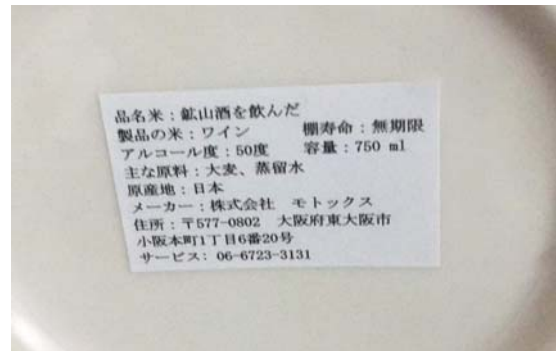 品名米：鉱山酒を飲んだ
製品の米：ワイン 棚寿命：無期限
アルコール度：50度 容量：750 ml
主な原料：大麦、蒸留水
原産地：日本
メーカー：株式会社 モトックス
住所：〒577-0802 大阪府東大阪市
小阪本町1丁目6番20号
サービス：06-6723-3131